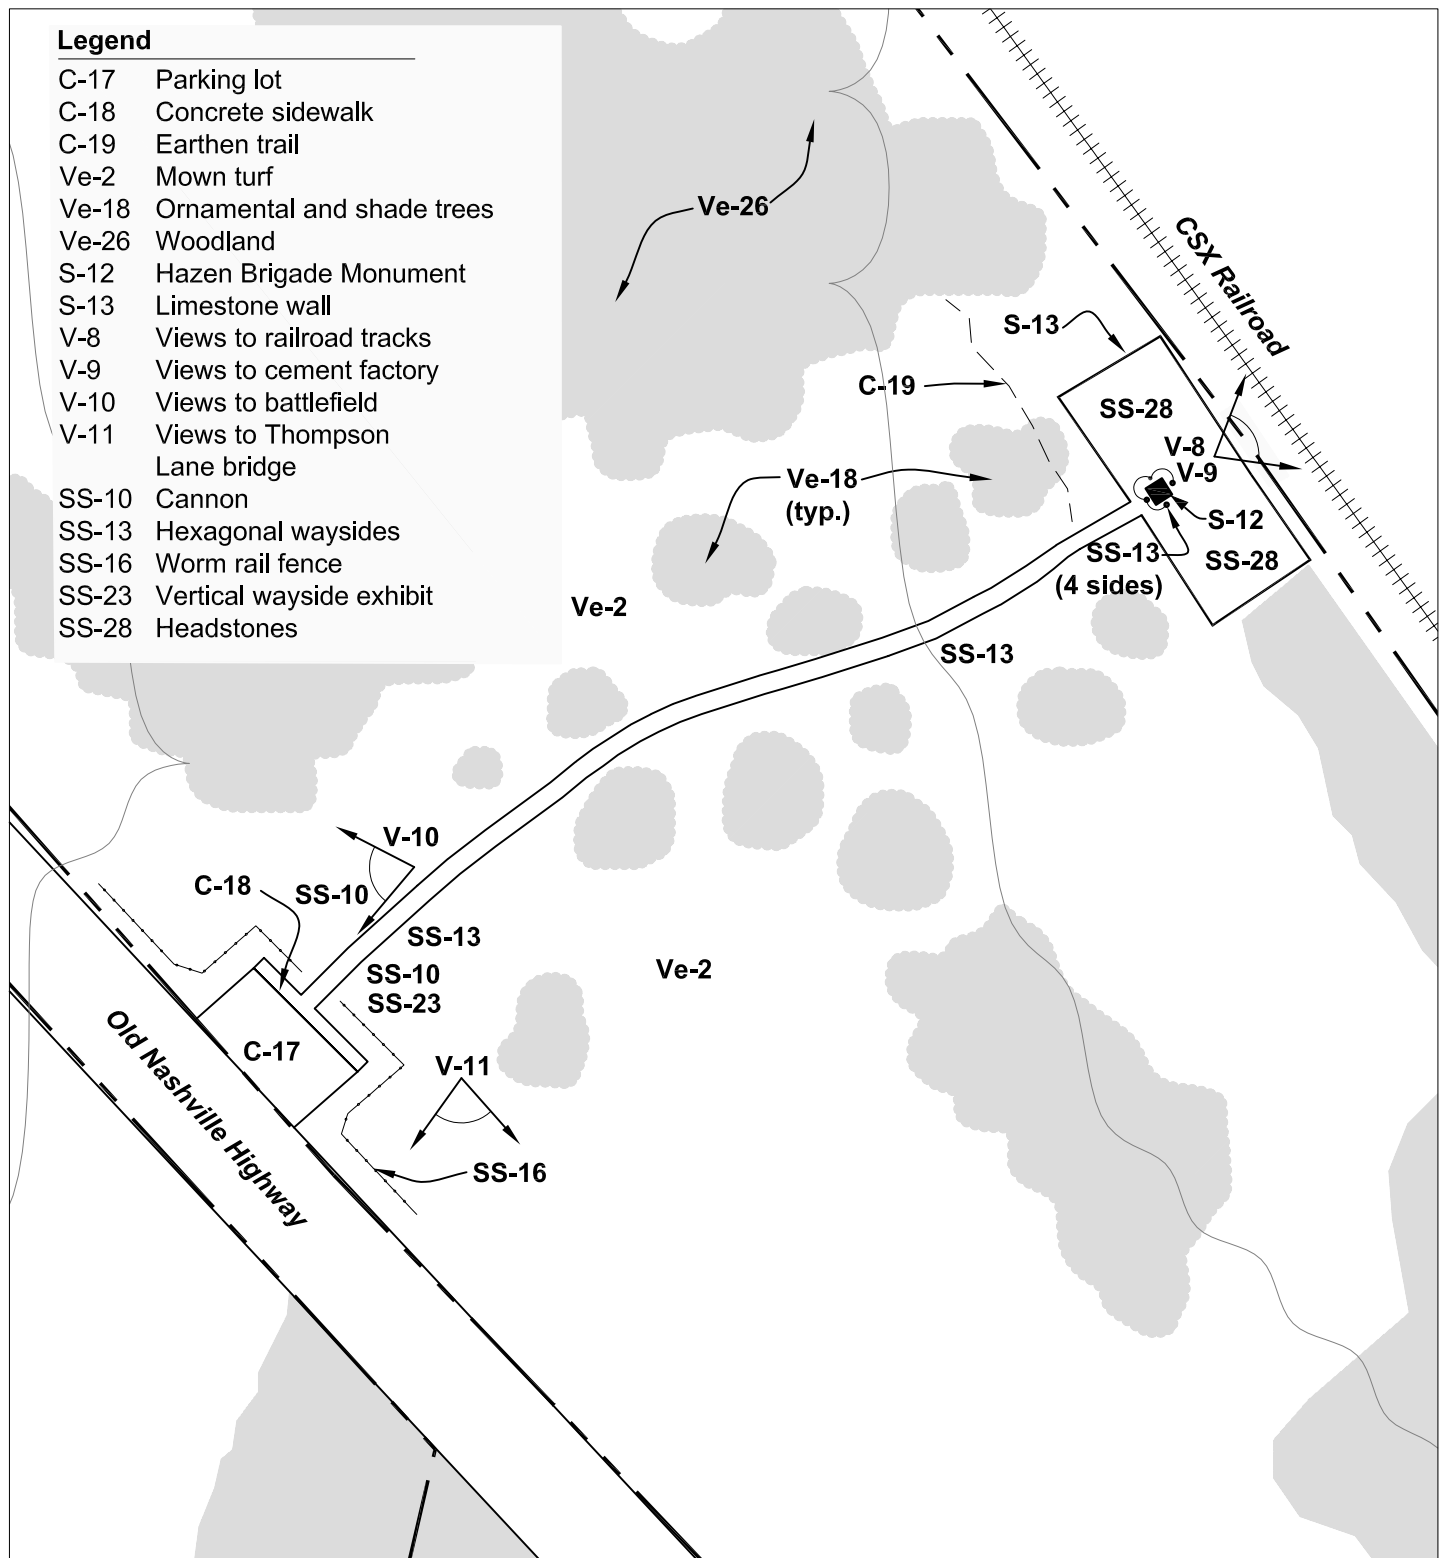 Legend
C-17 Parking lot
C-18 Concrete sidewalk
C-19 Earthen trail
Ve-2 Mown turf
Ve-18 Ornamental and shade trees
Ve-26 Woodland
S-12 Hazen Brigade Monument
S-13 Limestone wall
V-8 Views to railroad tracks
V-9 Views to cement factory
V-10 Views to battlefield
V-11 Views to Thompson
Lane bridge
SS-10 Cannon
SS-13 Hexagonal waysides
SS-16 Worm rail fence
SS-23 Vertical wayside exhibit
SS-28 Headstones
Ve-26
CSX Railroad
S-13
C-19
SS-28
V-8
V-9
Ve-18
(typ.)
S-12
SS-13
(4 sides)
SS-28
Ve-2
SS-13
V-10
C-18
SS-10
SS-13
SS-10
SS-23
Ve-2
C-17
V-11
SS-16
Old Nashville Highway